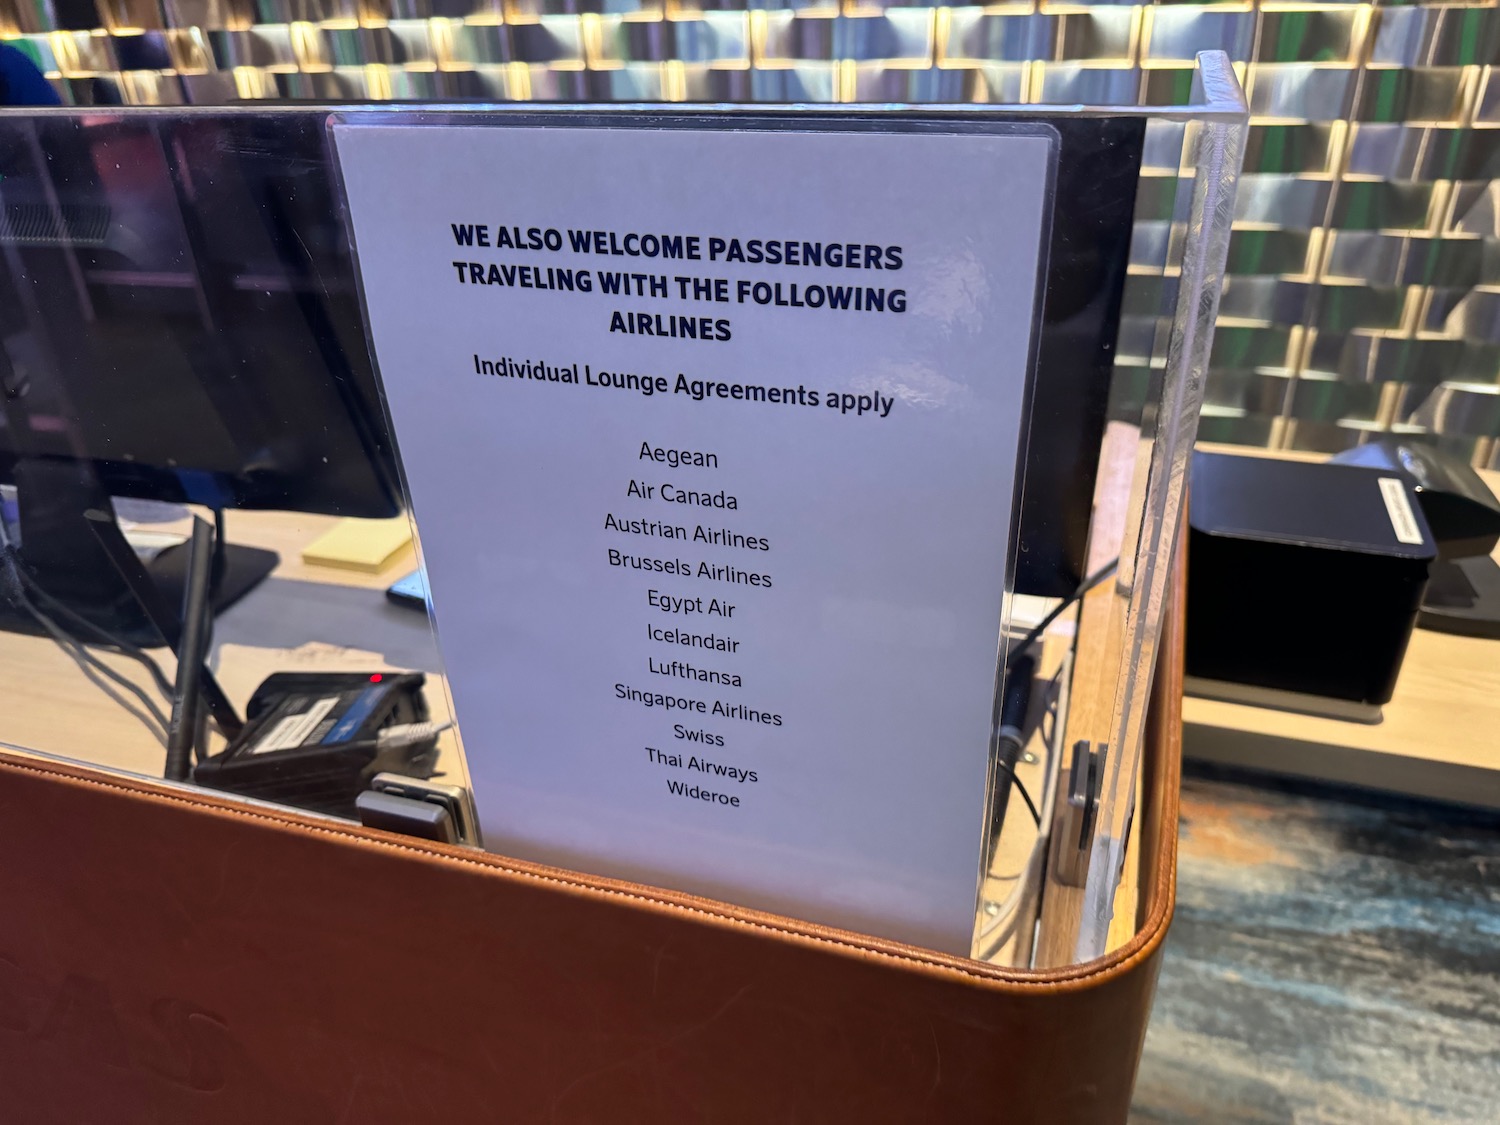 WE ALSO WELCOME PASSENGERS
TRAVELING WITH THE FOLLOWING
AIRLINES
Individual Lounge Agreements apply
Aegean
Air Canada
Austrian Airlines
Brussels Airlines
Egypt Air
Icelandair
Lufthansa
Singapore Airlines
Swiss
Thai Airways
Wideroe
SAS